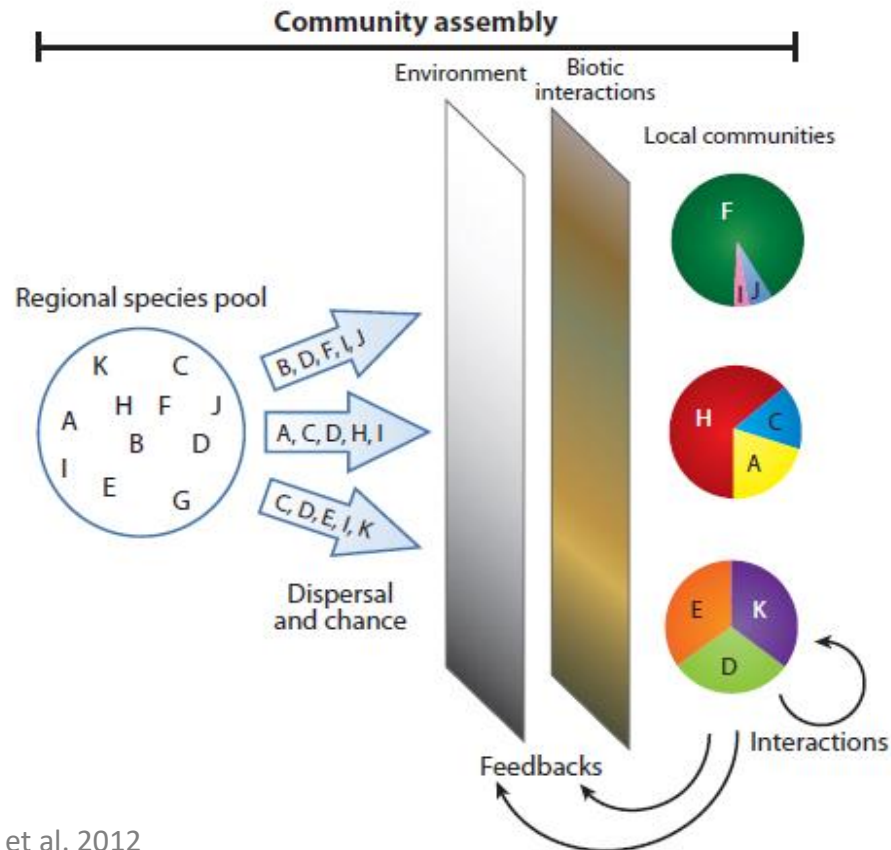 Community assembly
Environment
Biotic
interactions
Local communities
Regional species pool
K C
H F J
A
B D
I
E
G
B, D, F, I, J
A, C, D, H, I
C, D, E, I, K
Dispersal
and chance
F
I J
H
C
A
E K
D
Interactions
Feedbacks
et al. 2012